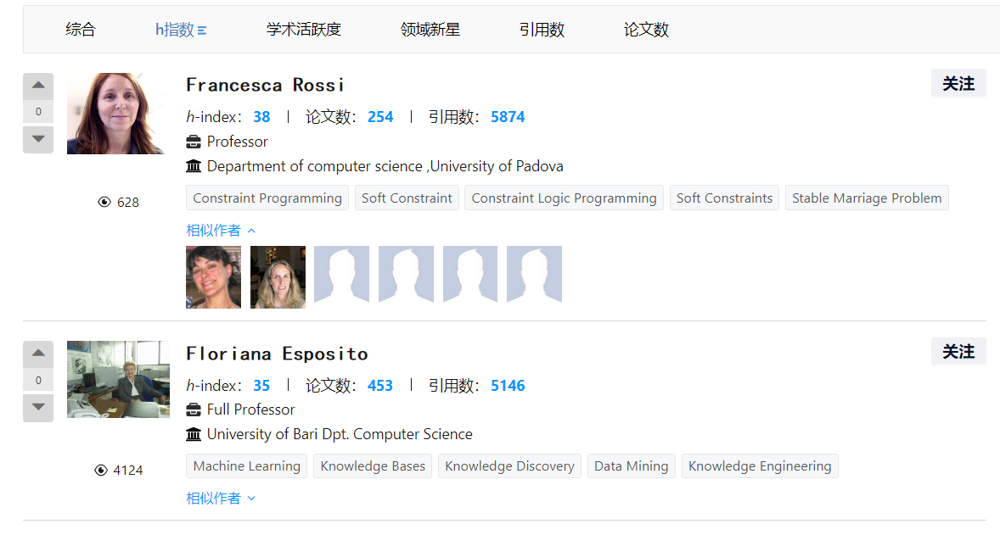 综合 h指数 学术活跃度 领域新星 引用数 论文数
Francesca Rossi
关注
0
h-index： 38 | 论文数： 254 | 引用数： 5874
Professor
Department of computer science ,University of Padova
628
Constraint Programming Soft Constraint Constraint Logic Programming Soft Constraints Stable Marriage Problem
相似作者
Floriana Esposito
关注
0
h-index： 35 | 论文数： 453 | 引用数： 5146
Full Professor
University of Bari Dpt. Computer Science
4124
Machine Learning Knowledge Bases Knowledge Discovery Data Mining Knowledge Engineering
相似作者